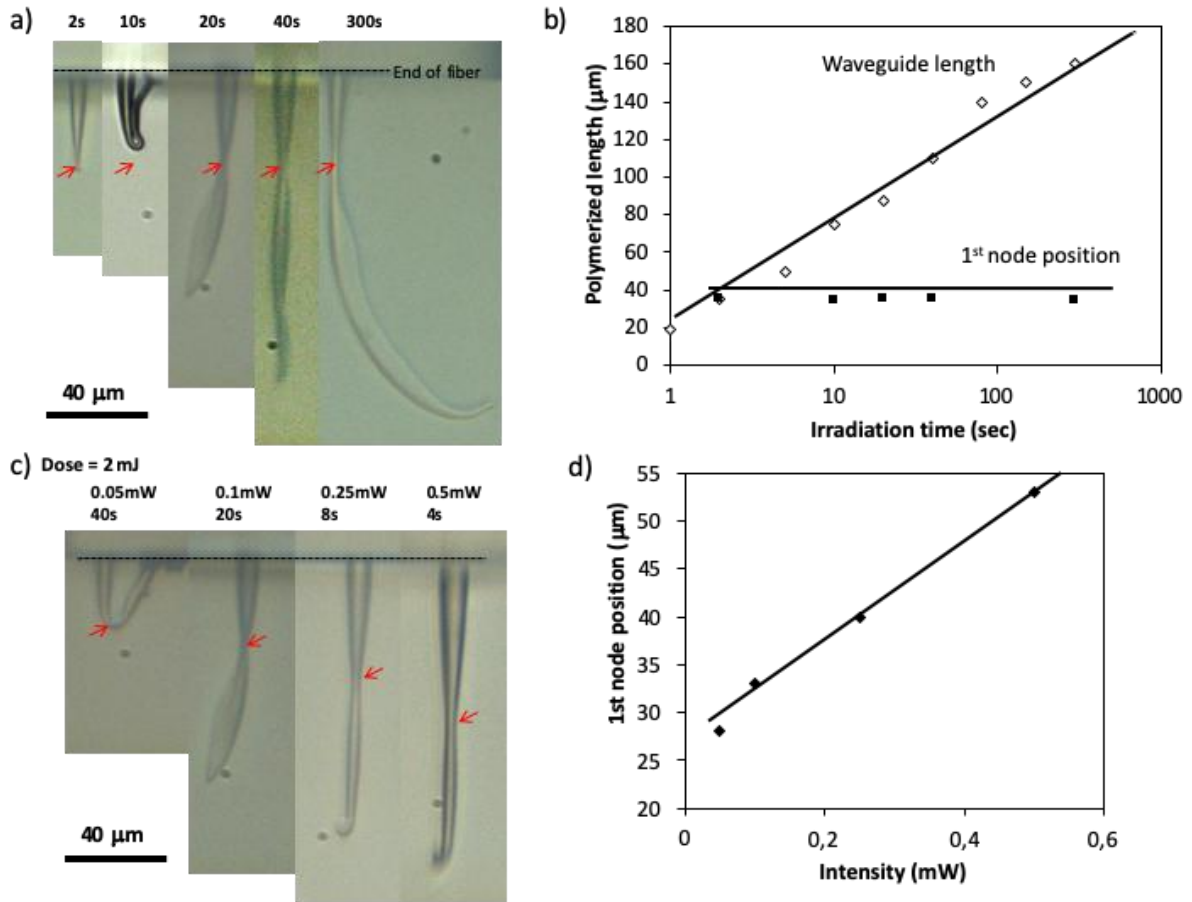 a)
2s 10s 20s 40s 300s
End of fiber
40 µm
b)
180
160
140
120
100
80
60
40
20
0
Polymerized length (µm)
Waveguide length
1st node position
1 10 100 1000
Irradiation time (sec)
c) Dose = 2 mJ
0.05mW 0.1mW 0.25mW 0.5mW
40s 20s 8s 4s
40 µm
d)
55
50
45
40
35
30
25
20
1st node position (µm)
0 0,2 0,4 0,6
Intensity (mW)